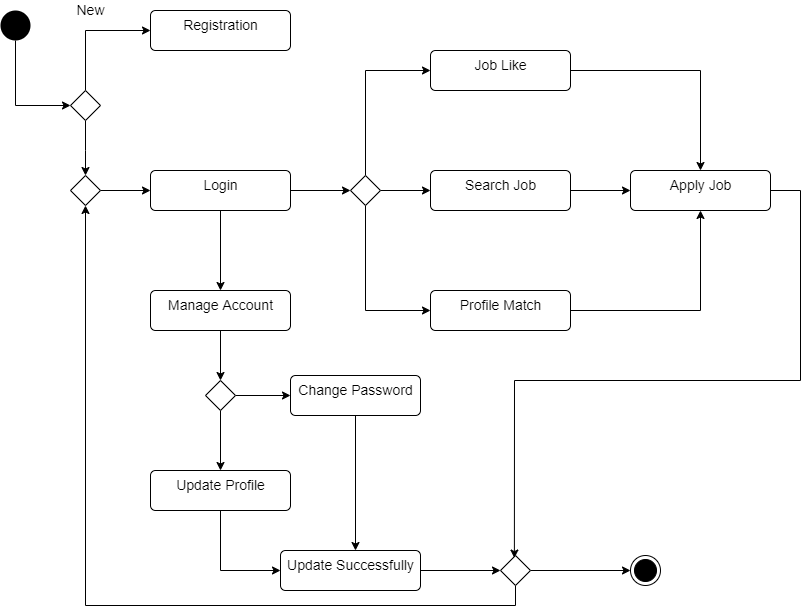 New
Registration
Job Like
Login
Search Job
Apply Job
Manage Account
Profile Match
Change Password
Update Profile
Update Successfully